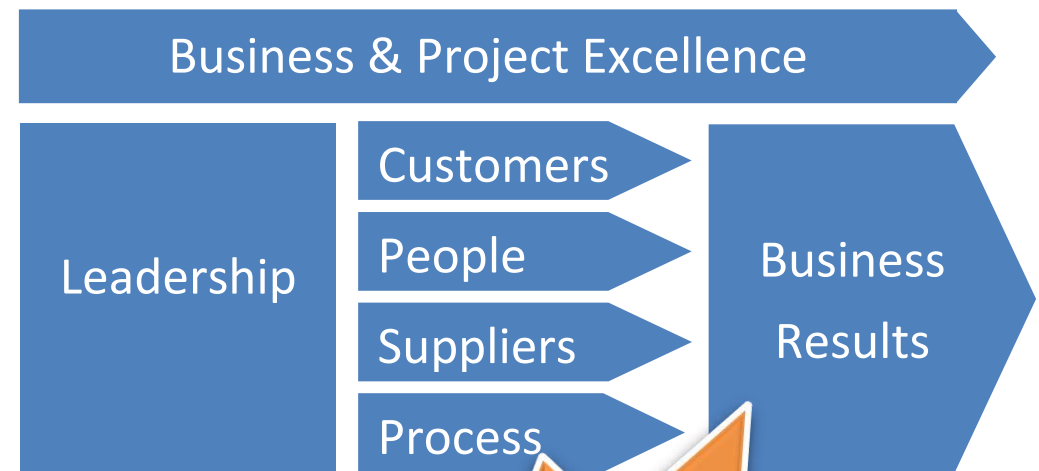 Business & Project Excellence
Leadership
Customers
People
Suppliers
Process
Business
Results